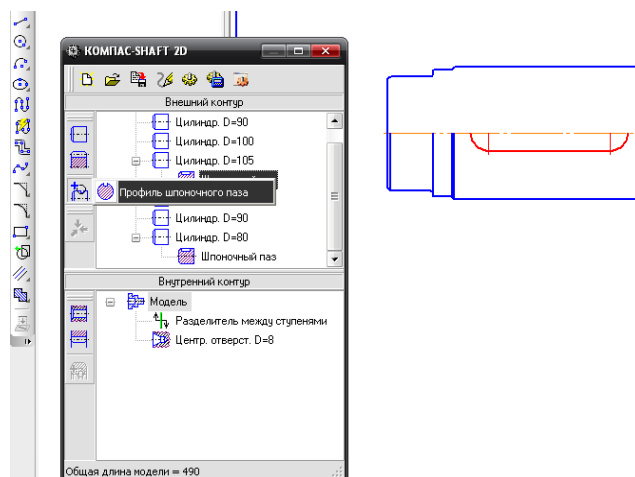 КОМПАС-SHAFT 2D
Внешний контур
Цилиндр. D=90
Цилиндр. D=100
Цилиндр. D=105
Профиль шпоночного паза
Цилиндр. D=90
Цилиндр. D=80
Шпоночный паз
Внутренний контур
Модель
Разделитель между ступенями
Центр. отверст. D=8
Общая длина модели = 490